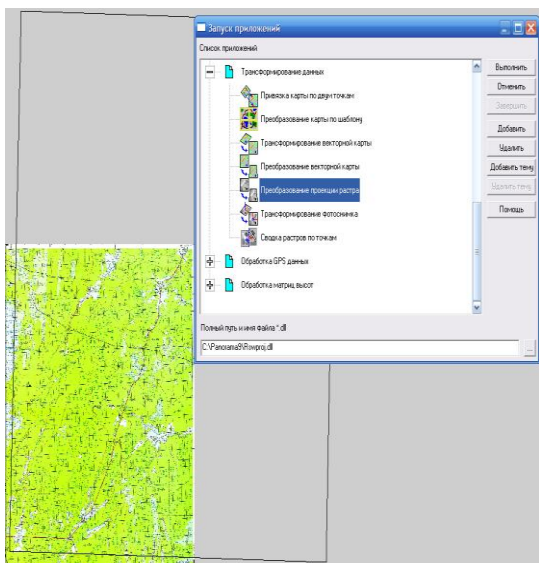 Запуск приложений
Список приложений
Трансформирование данных
Привязка карты по двум точкам
Преобразование карты по шаблону
Трансформирование векторной карты
Преобразование векторной карты
Преобразование проекции растра
Трансформирование фотоснимка
Сводка растров по точкам
Обработка GPS данных
Обработка матриц высот
Выполнить
Отменить
Завершить
Добавить
Удалить
Добавить тему
Удалить тему
Помощь
Полный путь и имя файла *.dll
C:\Panorama9\Rswproj.dll
...